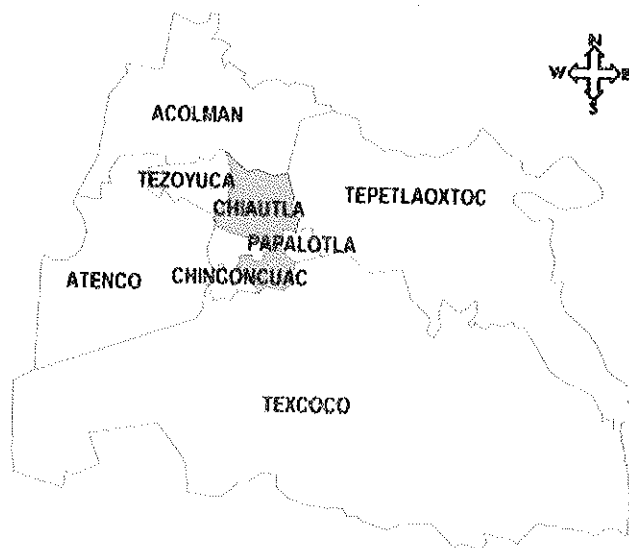 N
W E
S
ACOLMAN
TEZOYUCA
TEPETLAOXTOC
CHIAUTLA
PAPALOTLA
ATENCO
CHINCONCUAC
TEXCOCO